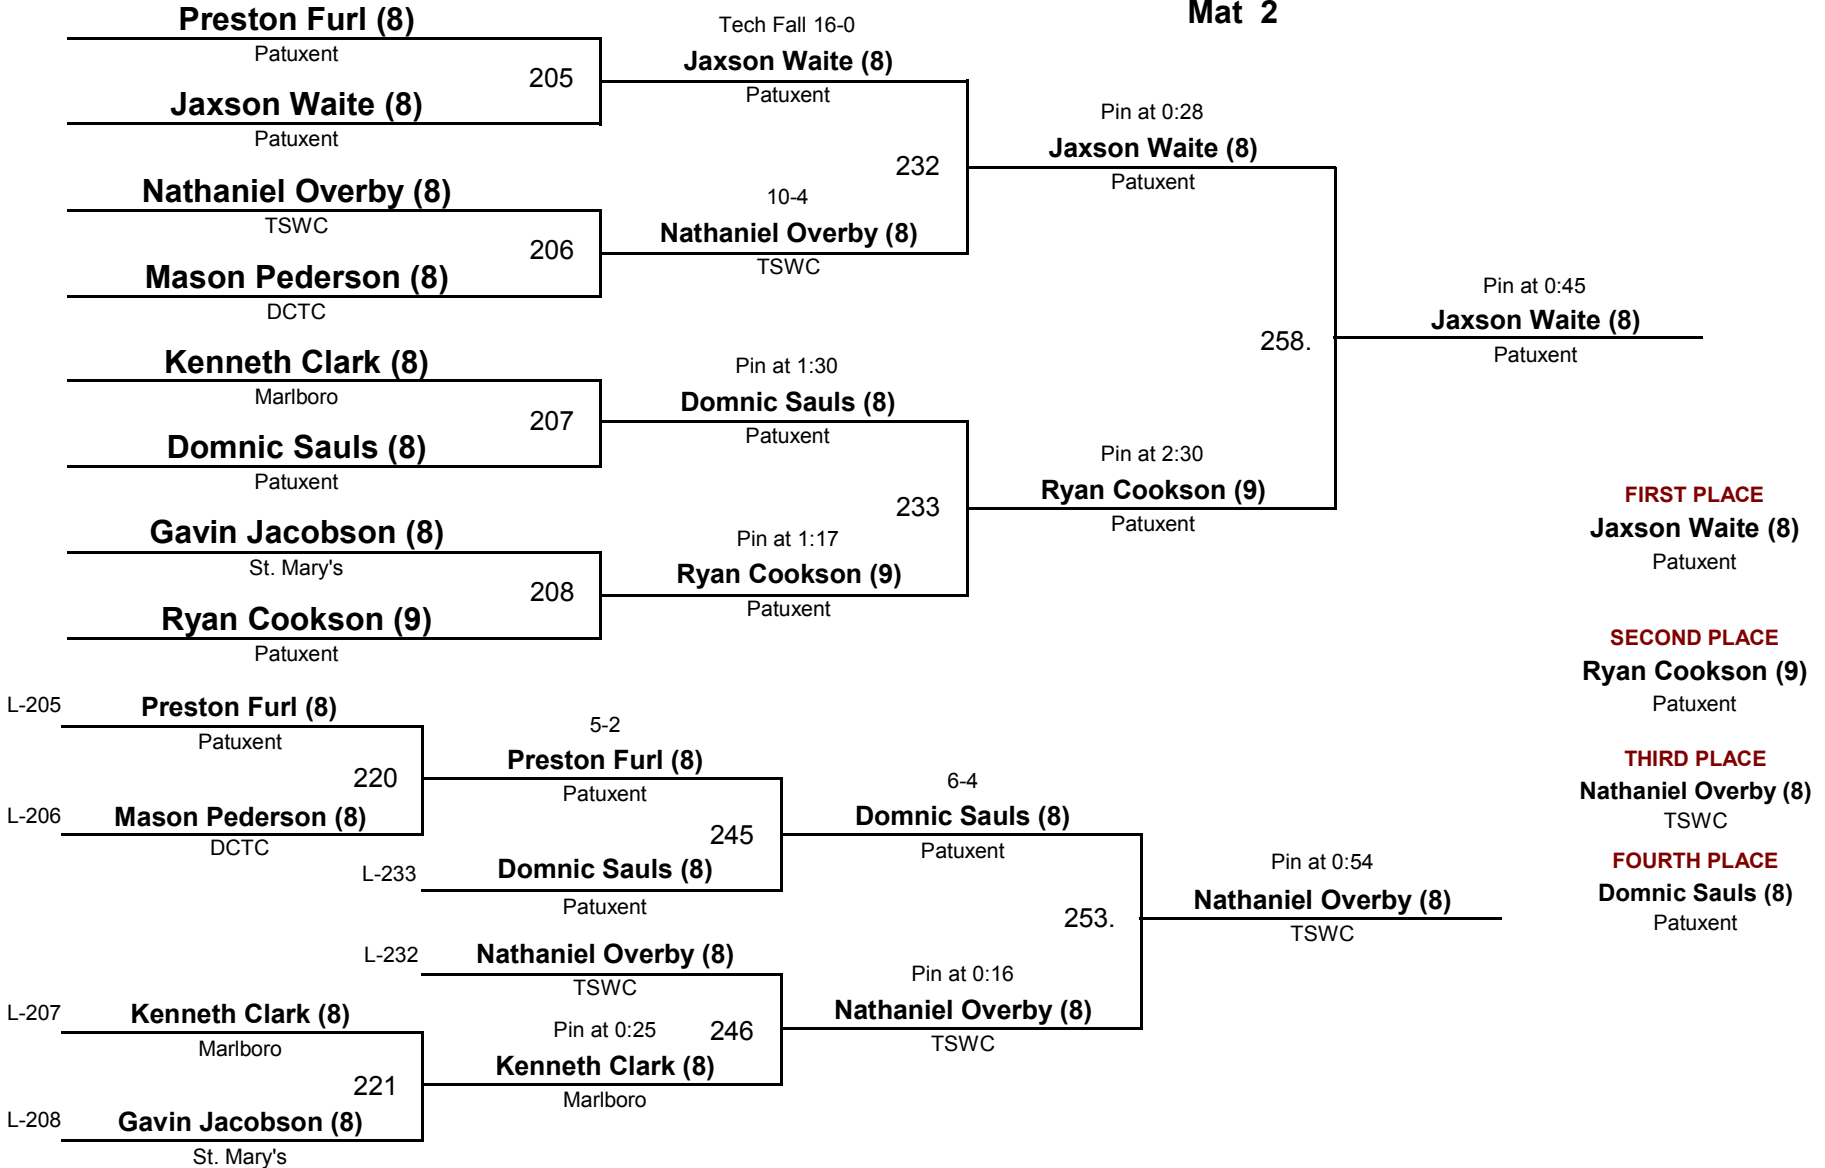 Mat 2
Preston Furl (8)
Patuxent
205
Jaxson Waite (8)
Patuxent
Tech Fall 16-0
Jaxson Waite (8)
Patuxent
Nathaniel Overby (8)
TSWC
206
Mason Pederson (8)
DCTC
10-4
Nathaniel Overby (8)
TSWC
232
Pin at 0:28
Jaxson Waite (8)
Patuxent
Kenneth Clark (8)
Marlboro
207
Domnic Sauls (8)
Patuxent
Pin at 1:30
Domnic Sauls (8)
Patuxent
Gavin Jacobson (8)
St. Mary's
208
Ryan Cookson (9)
Patuxent
Pin at 1:17
Ryan Cookson (9)
Patuxent
233
Pin at 2:30
Ryan Cookson (9)
Patuxent
258.
Pin at 0:45
Jaxson Waite (8)
Patuxent
L-205
Preston Furl (8)
Patuxent
220
L-206
Mason Pederson (8)
DCTC
5-2
Preston Furl (8)
Patuxent
245
L-233
Domnic Sauls (8)
Patuxent
6-4
Domnic Sauls (8)
Patuxent
L-232
Nathaniel Overby (8)
TSWC
L-207
Kenneth Clark (8)
Marlboro
221
L-208
Gavin Jacobson (8)
St. Mary's
Pin at 0:25
246
Kenneth Clark (8)
Marlboro
Pin at 0:16
Nathaniel Overby (8)
TSWC
253.
Pin at 0:54
Nathaniel Overby (8)
TSWC
FIRST PLACE
Jaxson Waite (8)
Patuxent
SECOND PLACE
Ryan Cookson (9)
Patuxent
THIRD PLACE
Nathaniel Overby (8)
TSWC
FOURTH PLACE
Domnic Sauls (8)
Patuxent